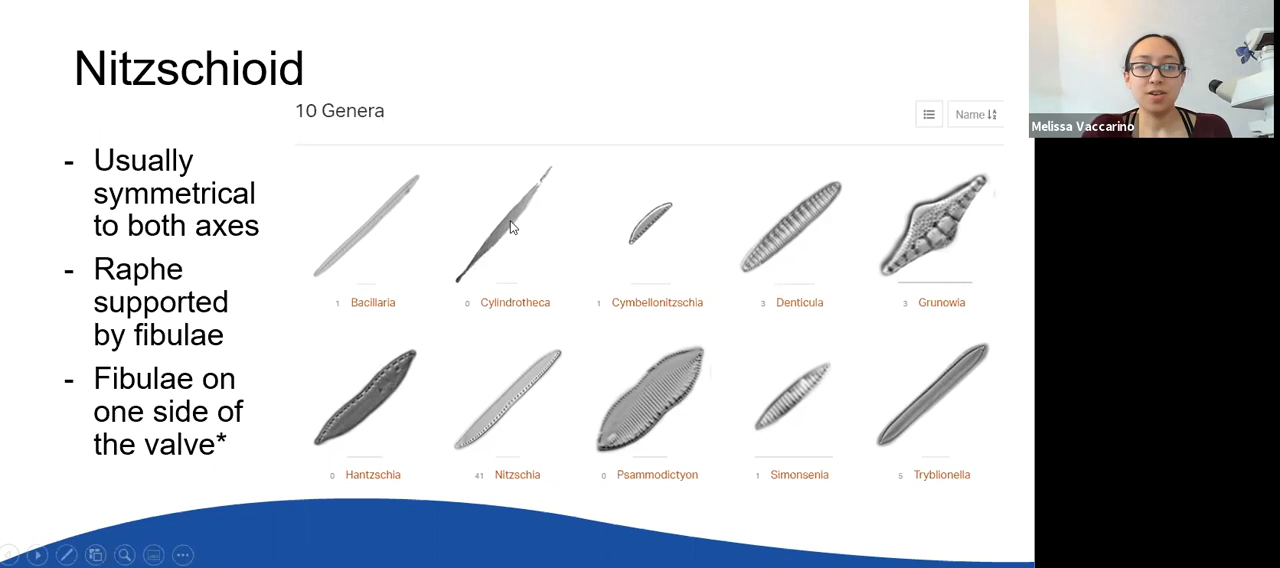 Nitzschioid
10 Genera
Name
Melissa Vaccarino
- Usually
symmetrical
to both axes
- Raphe
supported
by fibulae
- Fibulae on
one side of
the valve*
1 Bacillaria
0 Cylindrotheca
1 Cymbellonitzschia
3 Denticula
3 Grunowia
0 Hantzschia
41 Nitzschia
0 Psammodictyon
1 Simonsenia
5 Tryblionella